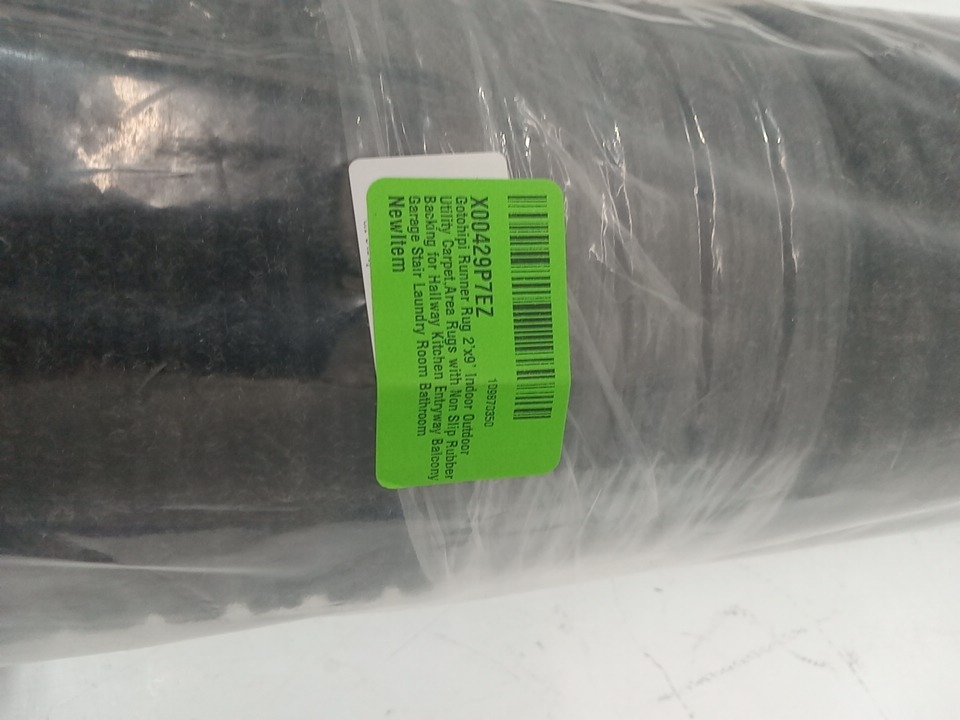 X00429P7EZ
109870350
Gotohipi Runner Rug 2'x9' Indoor Outdoor
Utility Carpet,Area Rugs with Non Slip Rubber
Backing for Hallway Kitchen Entryway Balcony
Garage Stair Laundry Room Bathroom
NewItem